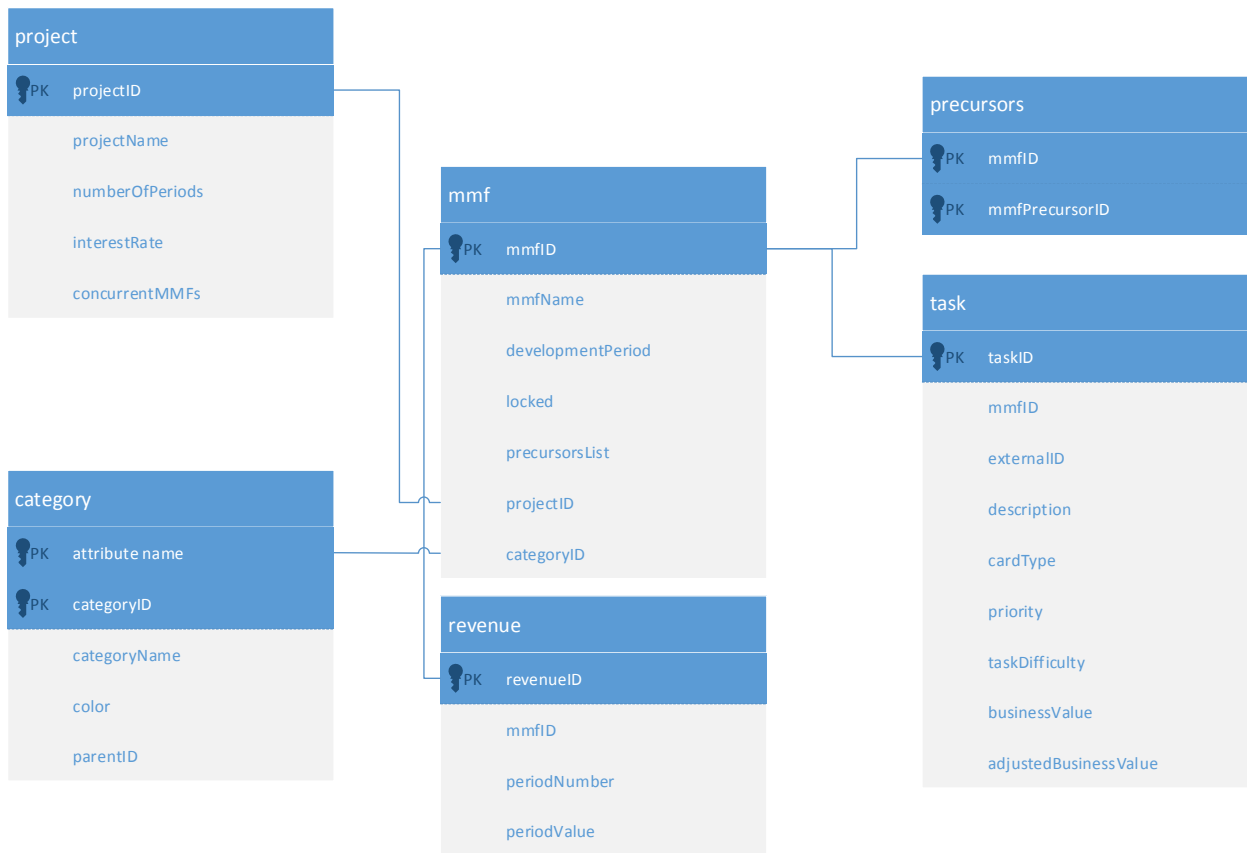 project
PK projectID
projectName
numberOfPeriods
interestRate
concurrentMMFs
category
PK attribute name
PK categoryID
categoryName
color
parentID
mmf
PK mmfID
mmfName
developmentPeriod
locked
precursorsList
projectID
categoryID
revenue
PK revenueID
mmfID
periodNumber
periodValue
precursors
PK mmfID
PK mmfPrecursorID
task
PK taskID
mmfID
externalID
description
cardType
priority
taskDifficulty
businessValue
adjustedBusinessValue